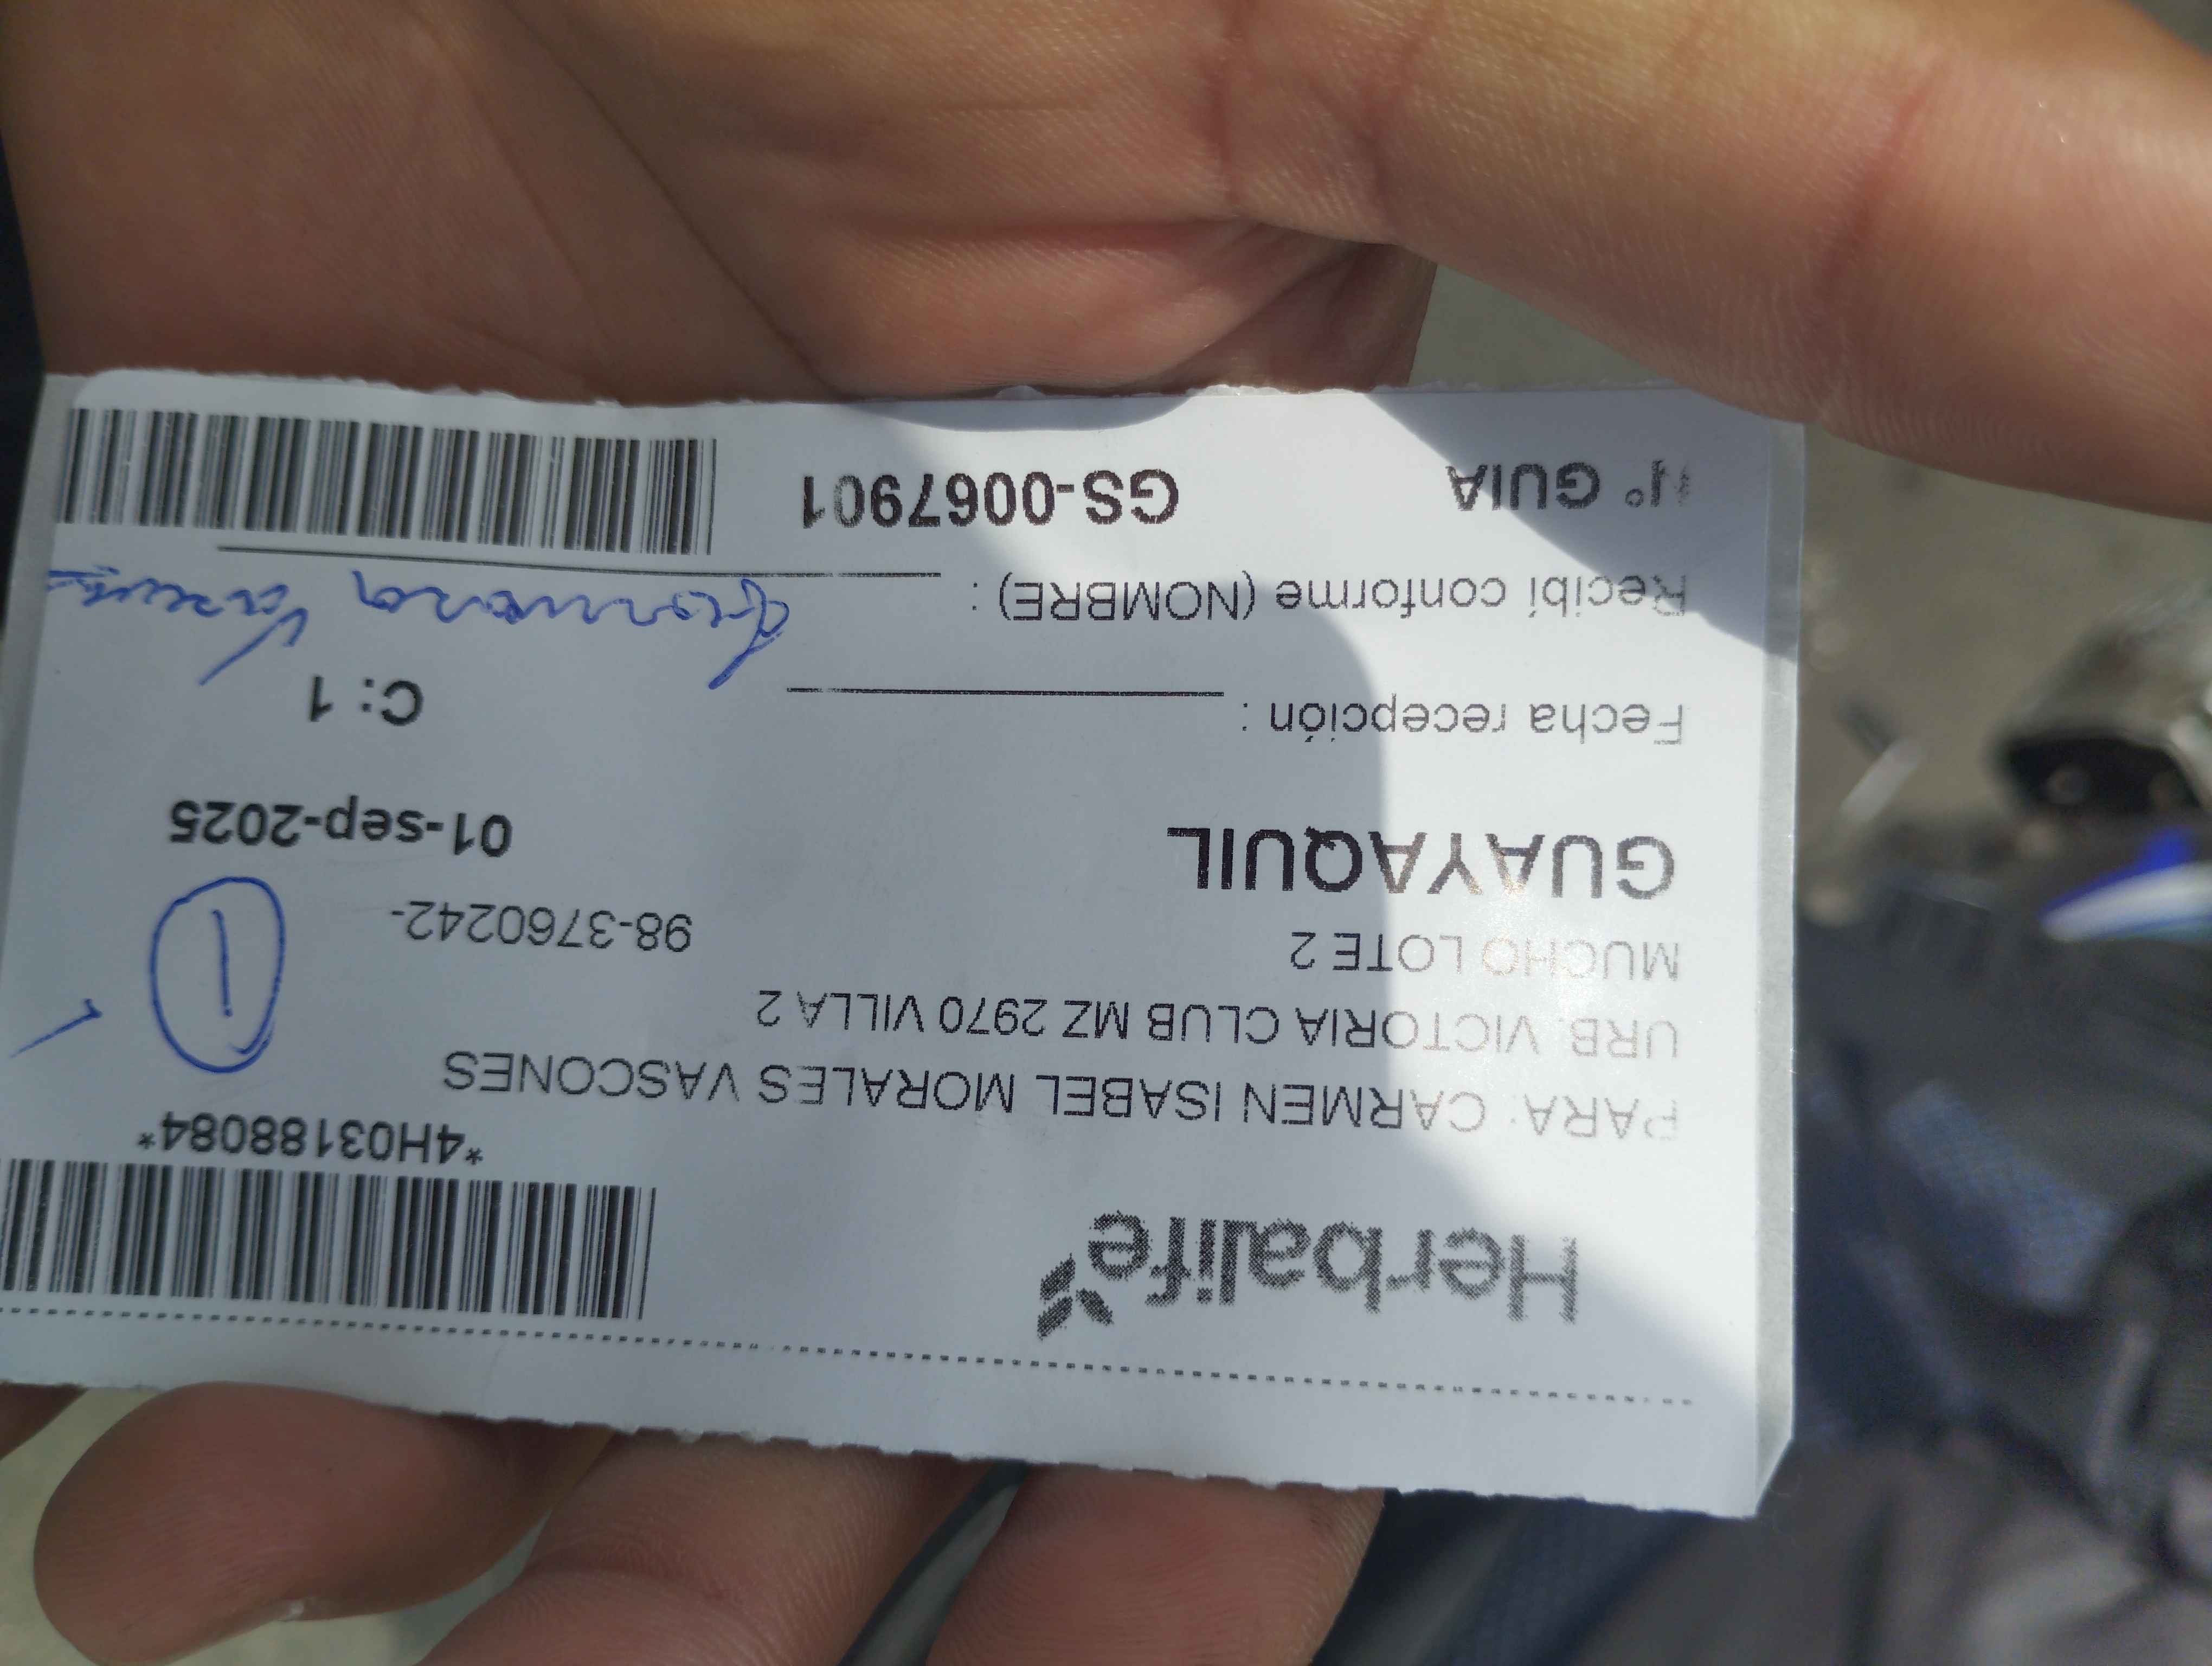 Herbalife
*4H03188084*
PARA: CARMEN ISABEL MORALES VASCONES
URB. VICTORIA CLUB MZ 2970 VILLA 2
MUCHO LOTE 2
98-3760242-
1
GUAYAQUIL
01-sep-2025
Fecha recepción :
C: 1
Recibí conforme (NOMBRE) :
N° GUIA
GS-0067901